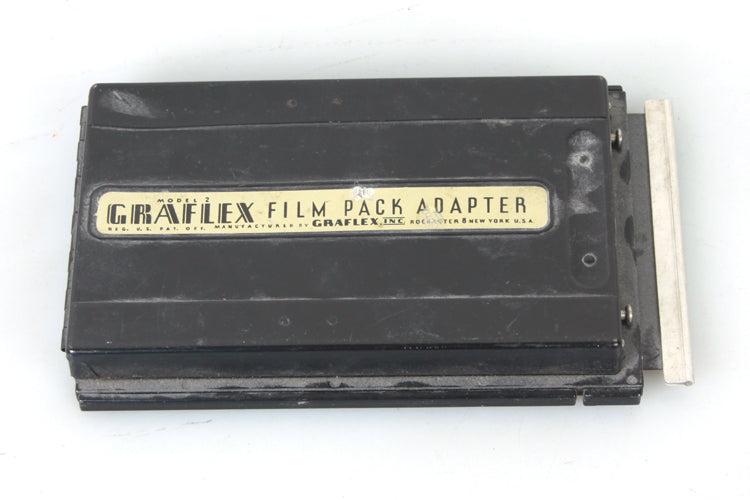 MODEL 2
GRAFLEX FILM PACK ADAPTER
REG. U.S. PAT. OFF. MANUFACTURED BY GRAFLEX, INC. ROCHESTER 8 NEW YORK U.S.A.